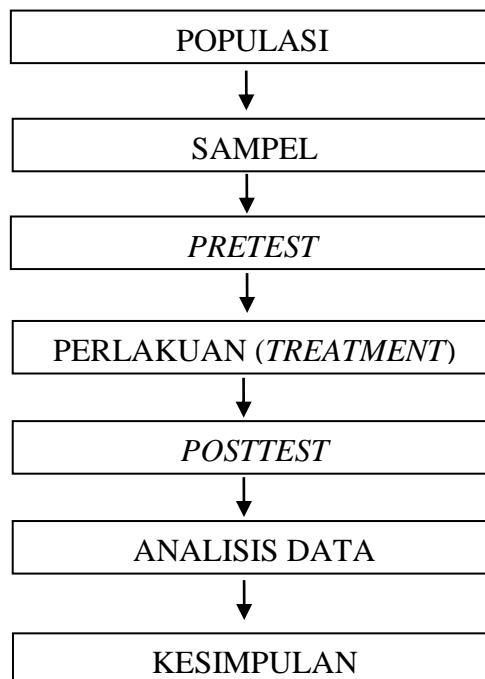 POPULASI
SAMPEL
PRETEST
PERLAKUAN (TREATMENT)
POSTTEST
ANALISIS DATA
KESIMPULAN